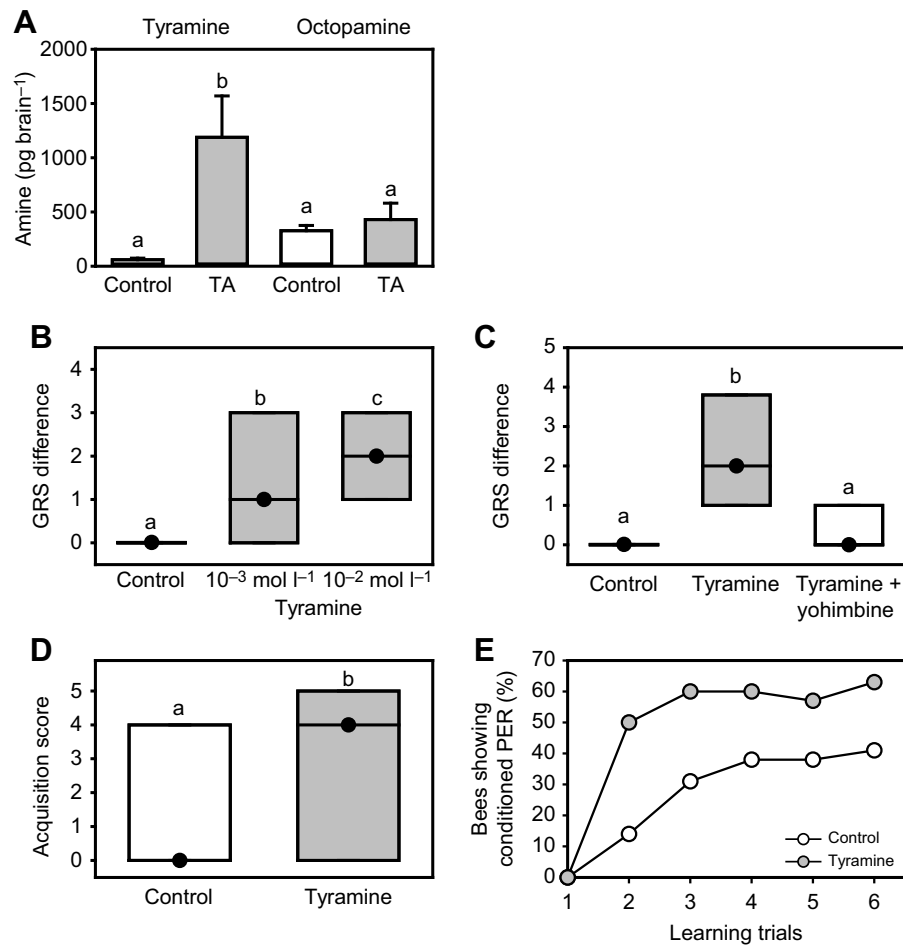 A
Tyramine Octopamine
Amine (pg brain⁻¹)
2000
1500
1000
500
0
a
b
a
a
Control TA Control TA
B
GRS difference
4
3
2
1
0
a
b
c
Control 10⁻³ mol l⁻¹ 10⁻² mol l⁻¹
Tyramine
C
GRS difference
5
4
3
2
1
0
a
b
a
Control Tyramine Tyramine +
yohimbine
D
Acquisition score
5
4
3
2
1
0
a
b
Control Tyramine
E
Bees showing
conditioned PER (%)
70
60
50
40
30
20
10
0
Control
Tyramine
1 2 3 4 5 6
Learning trials